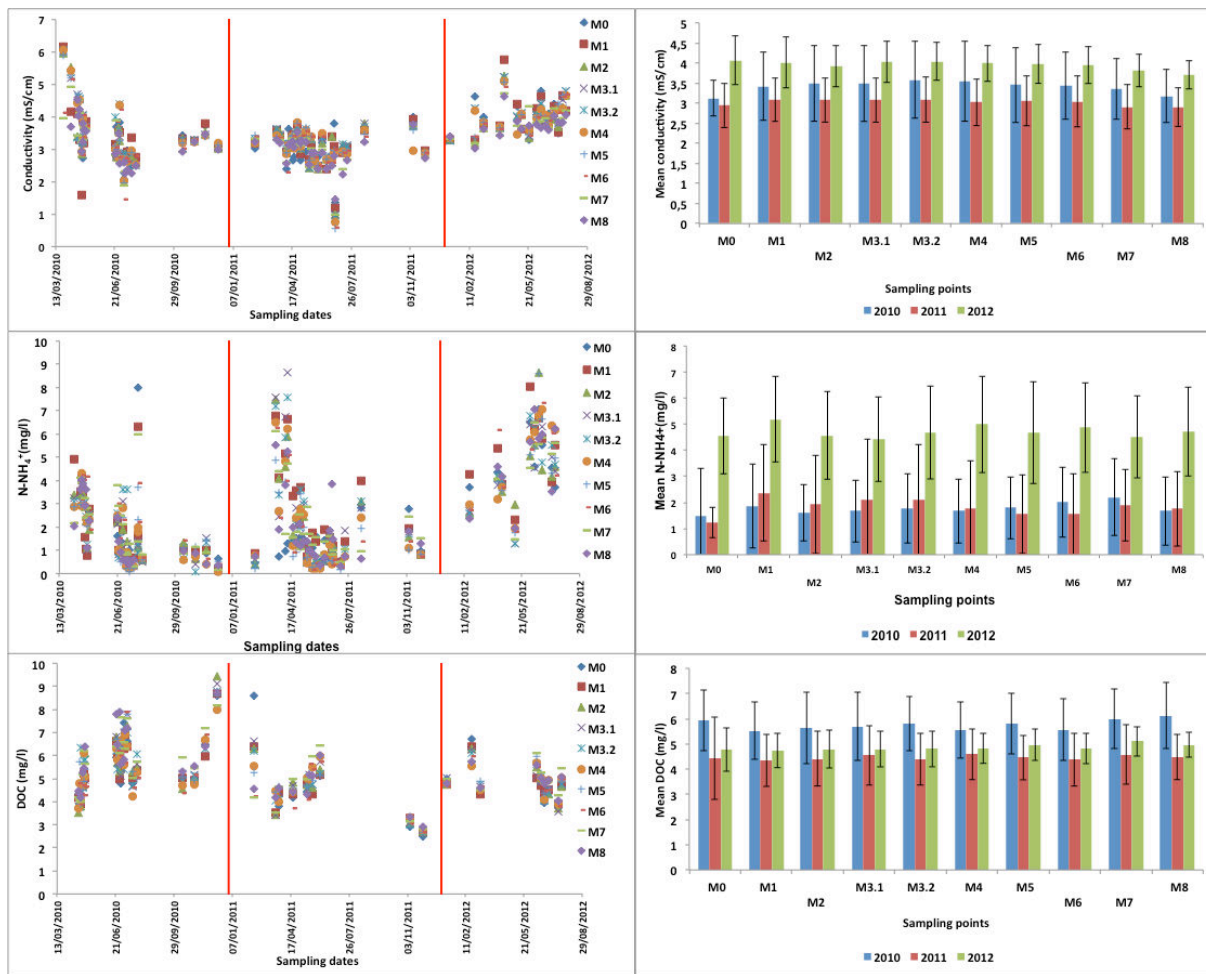 7
6
5
4
3
2
1
0
Conductivity (mS/cm)
13/03/2010
21/06/2010
29/09/2010
07/01/2011
17/04/2011
26/07/2011
03/11/2011
11/02/2012
21/05/2012
29/08/2012
Sampling dates
M0
M1
M2
M3.1
M3.2
M4
M5
M6
M7
M8
5
4,5
4
3,5
3
2,5
2
1,5
1
0,5
0
Mean conductivity (mS/cm)
M0 M1 M2 M3.1 M3.2 M4 M5 M6 M7 M8
Sampling points
2010 2011 2012
10
9
8
7
6
5
4
3
2
1
0
N-NH₄⁺(mg/l)
13/03/2010
21/06/2010
29/09/2010
07/01/2011
17/04/2011
26/07/2011
03/11/2011
11/02/2012
21/05/2012
29/08/2012
Sampling dates
M0
M1
M2
M3.1
M3.2
M4
M5
M6
M7
M8
8
7
6
5
4
3
2
1
0
Mean N-NH4+(mg/l)
M0 M1 M2 M3.1 M3.2 M4 M5 M6 M7 M8
Sampling points
2010 2011 2012
10
9
8
7
6
5
4
3
2
1
0
DOC (mg/l)
13/03/2010
21/06/2010
29/09/2010
07/01/2011
17/04/2011
26/07/2011
03/11/2011
11/02/2012
21/05/2012
29/08/2012
Sampling dates
M0
M1
M2
M3.1
M3.2
M4
M5
M6
M7
M8
8
7
6
5
4
3
2
1
0
Mean DOC (mg/l)
M0 M1 M2 M3.1 M3.2 M4 M5 M6 M7 M8
Sampling points
2010 2011 2012